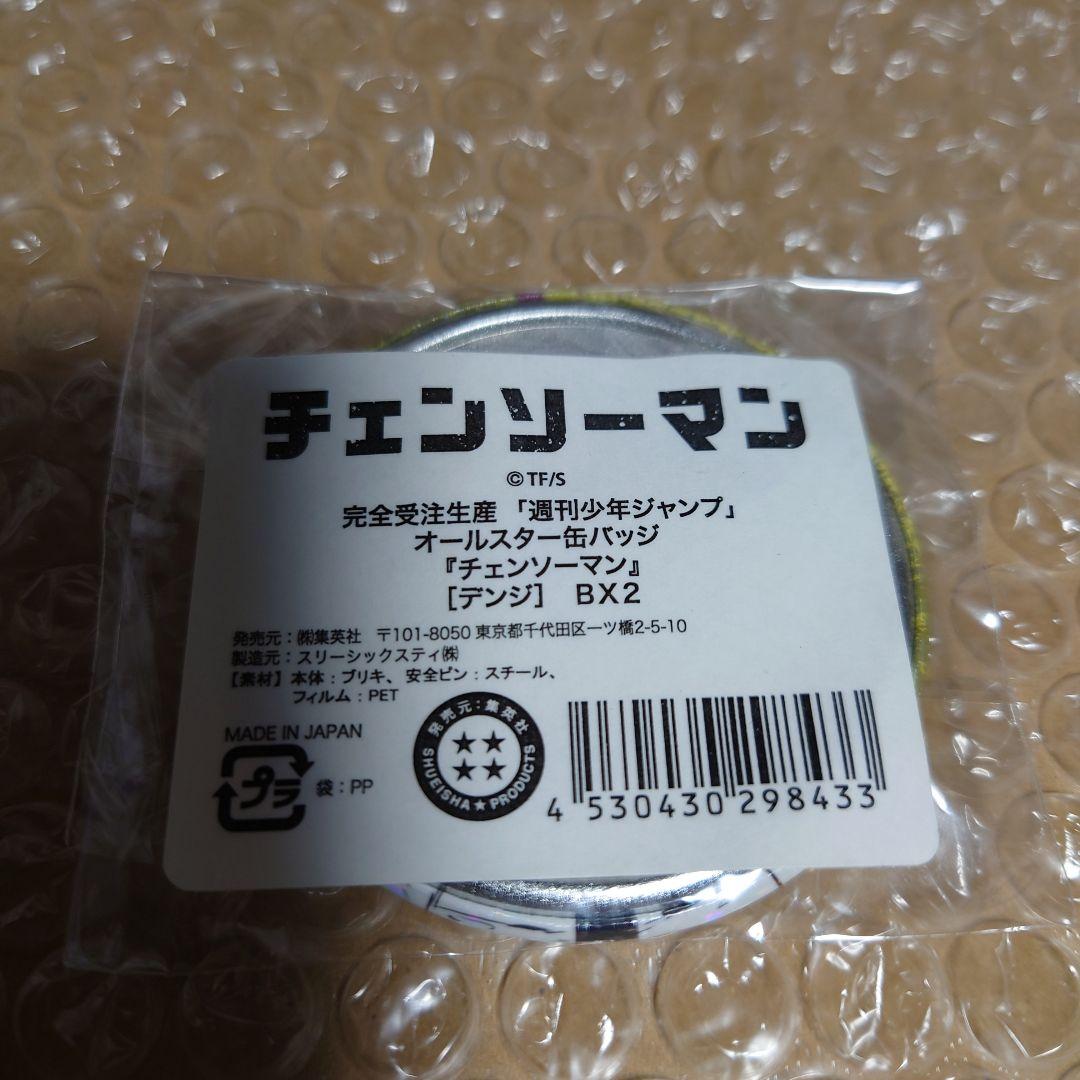 チェンソーマン
©TF/S
完全受注生産 「週刊少年ジャンプ」
オールスター缶バッジ
『チェンソーマン』
[デンジ] BX2
発売元:㈱集英社 〒101-8050 東京都千代田区一ツ橋2-5-10
製造元:スリーシックスティ㈱
【素材】本体:ブリキ、安全ピン:スチール、
フィルム:PET
MADE IN JAPAN
プラ
袋:PP
発売元:集英社
SHUEISHA★PRODUCTS
4 530430 298433